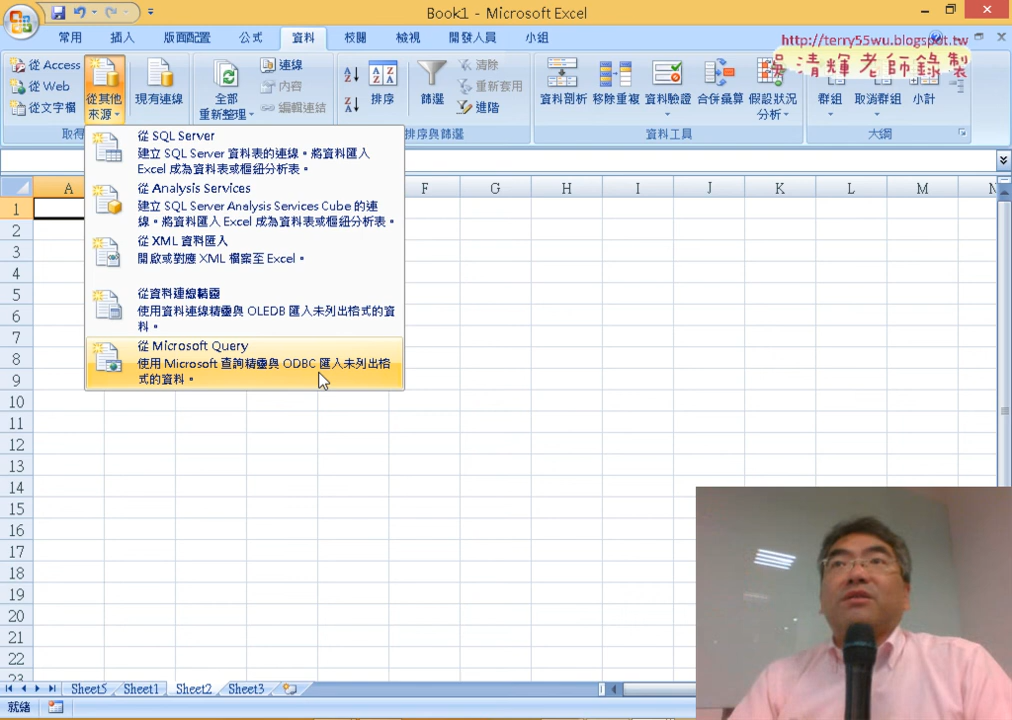 Book1 - Microsoft Excel
常用 插入 版面配置 公式 資料 校閱 檢視 開發人員 小組
http://terry55wu.blogspot.tw
吳清輝老師錄製
從 Access
從 Web
從文字檔
從其他來源
現有連線
全部重新整理
連線
內容
編輯連結
排序
篩選
清除
重新套用
進階
資料剖析 移除重複 資料驗證 合併彙算 假設狀況分析
群組 取消群組 小計
取得
排序與篩選
資料工具
大綱
從 SQL Server
建立 SQL Server 資料表的連線。將資料匯入
Excel 成為資料表或樞紐分析表。
從 Analysis Services
建立 SQL Server Analysis Services Cube 的連
線。將資料匯入 Excel 成為資料表或樞紐分析表。
從 XML 資料匯入
開啟或對應 XML 檔案至 Excel。
從資料連線精靈
使用資料連線精靈與 OLEDB 匯入未列出格式的資
料。
從 Microsoft Query
使用 Microsoft 查詢精靈與 ODBC 匯入未列出格
式的資料。
A F G H I J K L M N
1
2
3
4
5
6
7
8
9
10
11
12
13
14
15
16
17
18
19
20
21
22
23
Sheet5 Sheet1 Sheet2 Sheet3
就緒